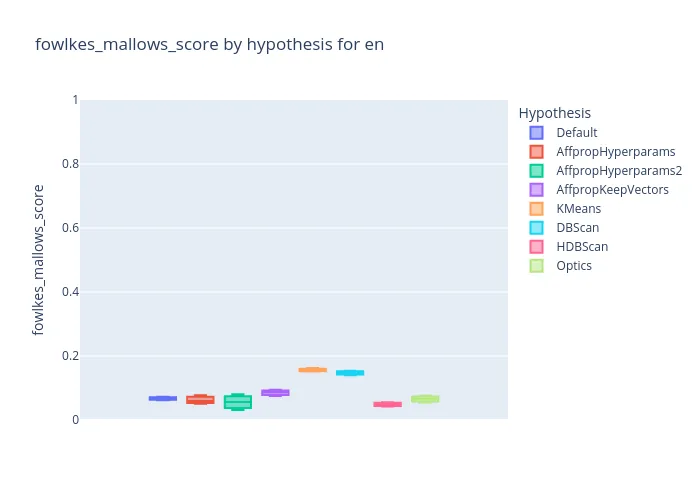 fowlkes_mallows_score by hypothesis for en
fowlkes_mallows_score
1
0.8
0.6
0.4
0.2
0
Hypothesis
Default
AffpropHyperparams
AffpropHyperparams2
AffpropKeepVectors
KMeans
DBScan
HDBScan
Optics